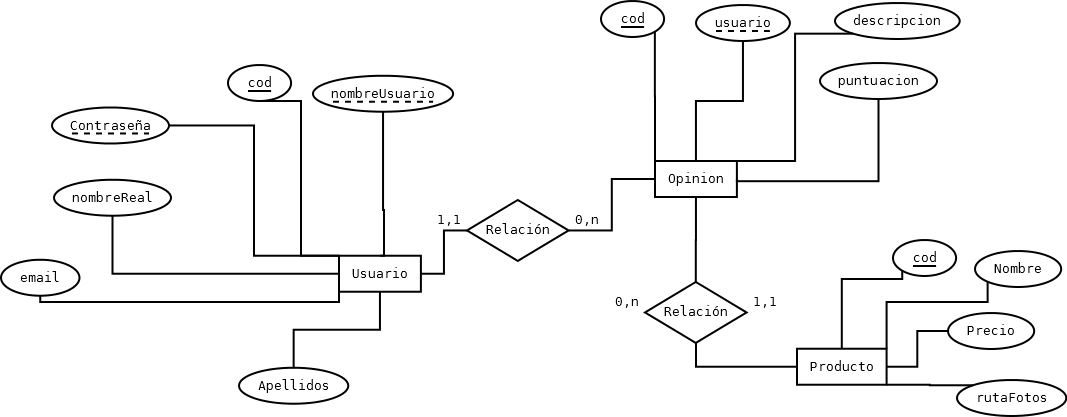 cod
usuario
descripcion
puntuacion
cod
nombreUsuario
Contraseña
nombreReal
email
Usuario
Apellidos
1,1
Relación
0,n
Opinion
0,n
Relación
1,1
cod
Nombre
Precio
Producto
rutaFotos